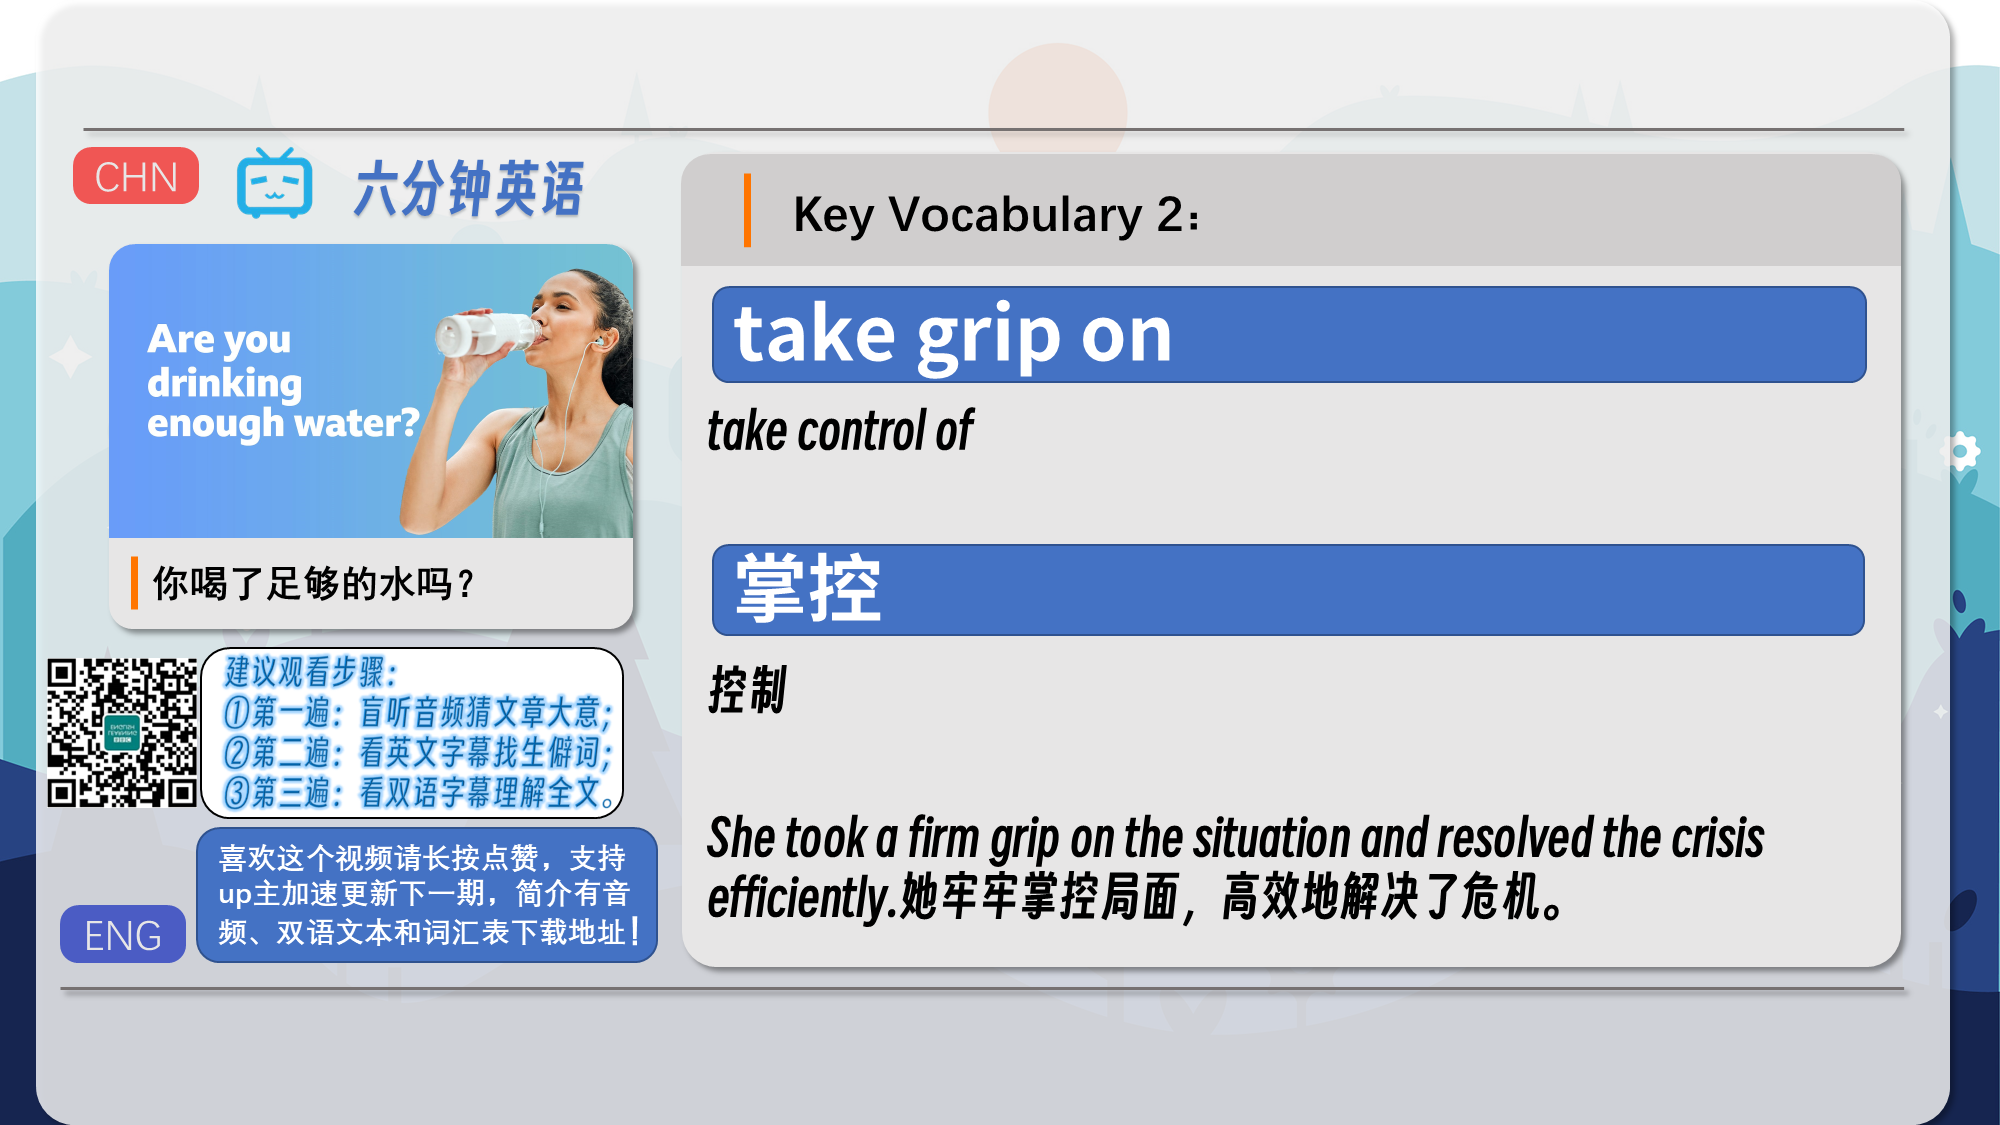 CHN
六分钟英语
Are you
drinking
enough water?
你喝了足够的水吗？
建议观看步骤：
①第一遍：盲听音频猜文章大意；
②第二遍：看英文字幕找生僻词；
③第三遍：看双语字幕理解全文。
喜欢这个视频请长按点赞，支持
up主加速更新下一期，简介有音
频、双语文本和词汇表下载地址！
ENG
Key Vocabulary 2：
take grip on
take control of
掌控
控制
She took a firm grip on the situation and resolved the crisis
efficiently.她牢牢掌控局面，高效地解决了危机。